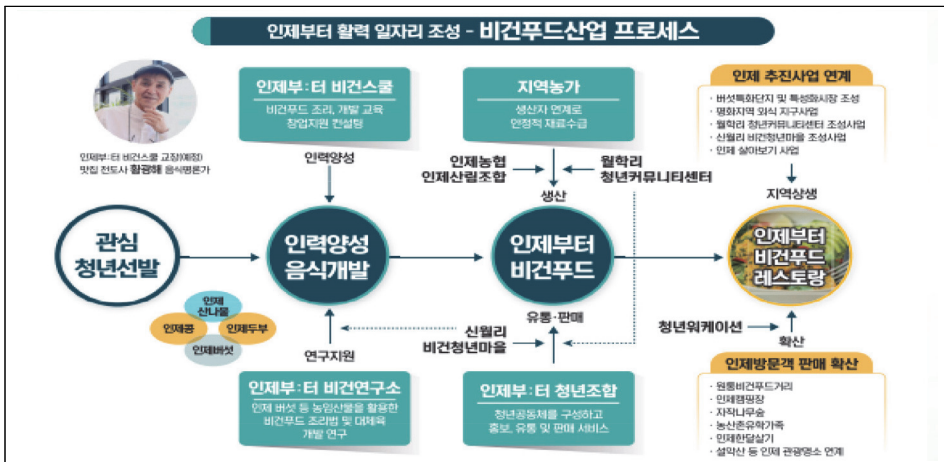 인제부터 활력 일자리 조성 - 비건푸드산업 프로세스
인제부:터 비건스쿨 교장(예정)
맛집 전도사 황광해 음식평론가
인제부:터 비건스쿨
비건푸드 조리, 개발 교육
창업지원 컨설팅
인력양성
지역농가
생산자 연계로
안정적 재료수급
인제농협
인제산림조합
월학리
청년커뮤니티센터
생산
인제 추진사업 연계
· 버섯특화단지 및 특성화시장 조성
· 평화지역 외식 지구사업
· 월학리 청년커뮤니티센터 조성사업
· 신월리 비건청년마을 조성사업
· 인제 살아보기 사업
지역상생
관심
청년선발
인력양성
음식개발
인제부터
비건푸드
인제부터
비건푸드
레스토랑
인제
산나물
인제콩
인제두부
인제버섯
연구지원
신월리
비건청년마을
유통·판매
청년워케이션
확산
인제부:터 비건연구소
인제 버섯 등 농임산물을 활용한
비건푸드 조리법 및 대체육
개발 연구
인제부:터 청년조합
청년공동체를 구성하고
홍보, 유통 및 판매 서비스
인제방문객 판매 확산
· 원통비건푸드거리
· 인제캠핑장
· 자작나무숲
· 농산촌유학가족
· 인제한달살기
· 설악산 등 인제 관광명소 연계